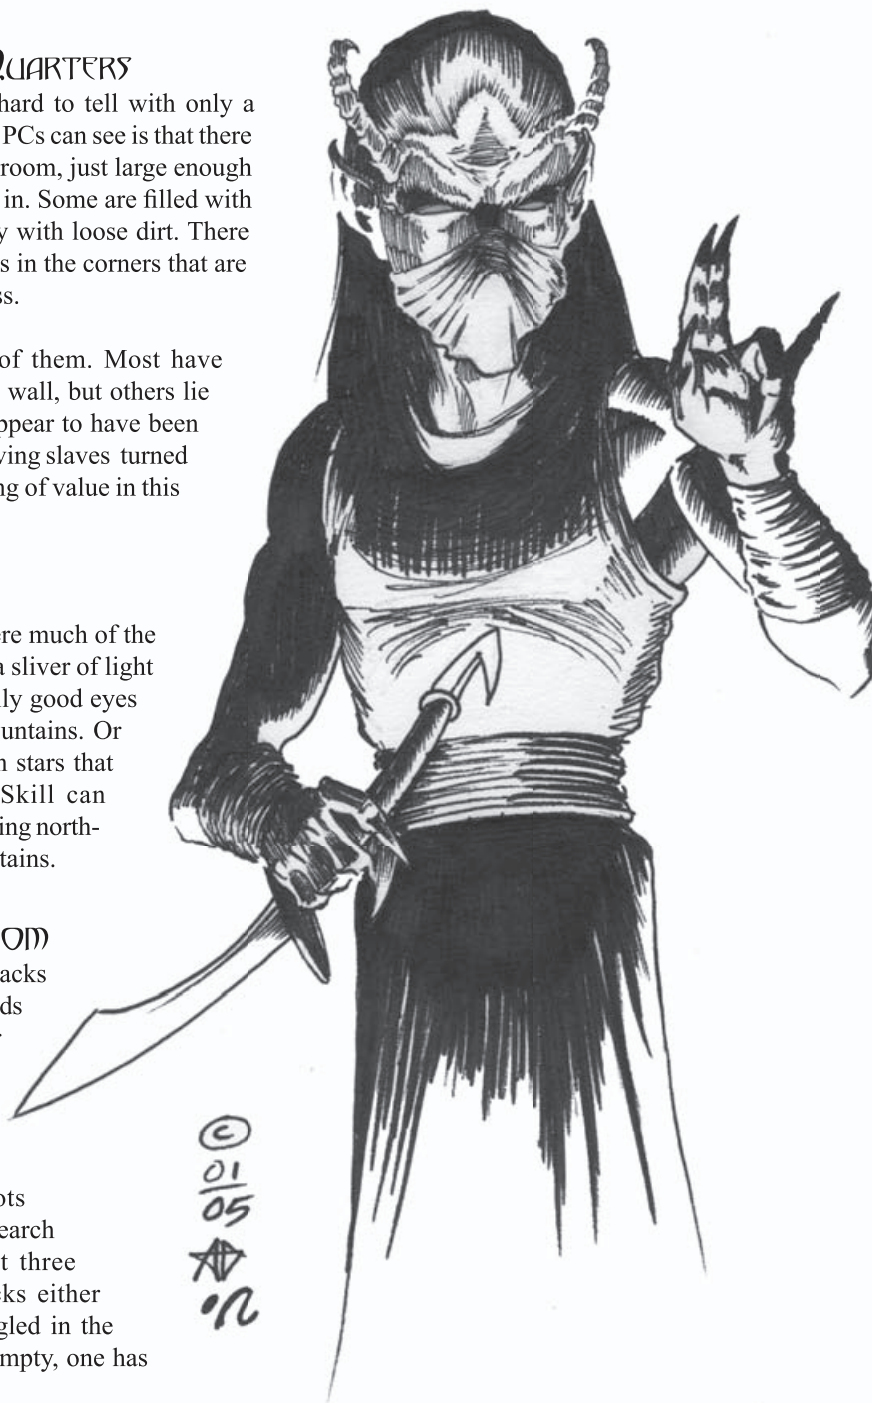 QUARTERS
hard to tell with only a
PCs can see is that there
room, just large enough
in. Some are filled with
y with loose dirt. There
s in the corners that are
ss.
of them. Most have
wall, but others lie
ppear to have been
ving slaves turned
ng of value in this
ere much of the
a sliver of light
lly good eyes
untains. Or
n stars that
Skill can
ing north-
tains.
OM
acks
ds
ots
earch
t three
ks either
gled in the
mpty, one has
©
01
05